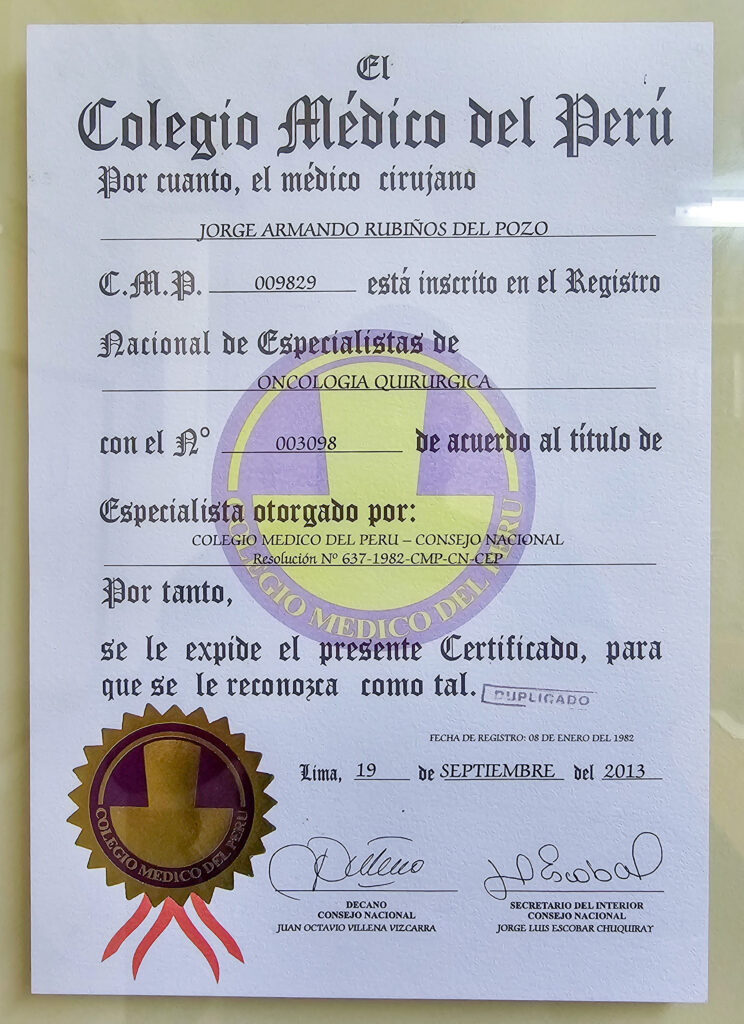 El
Colegio Médico del Perú
Por cuanto, el médico cirujano
JORGE ARMANDO RUBIÑOS DEL POZO
C.M.P. 009829 está inscrito en el Registro
Nacional de Especialistas de
ONCOLOGIA QUIRURGICA
con el N° 003098 de acuerdo al título de
Especialista otorgado por:
COLEGIO MEDICO DEL PERU – CONSEJO NACIONAL
Resolución Nº 637-1982-CMP-CN-CEP
COLEGIO MEDICO DEL PERU
Por tanto,
se le expide el presente Certificado, para
que se le reconozca como tal.
DUPLICADO
FECHA DE REGISTRO: 08 DE ENERO DEL 1982
Lima, 19 de SEPTIEMBRE del 2013
COLEGIO MEDICO DEL PERU
DECANO
CONSEJO NACIONAL
JUAN OCTAVIO VILLENA VIZCARRA
SECRETARIO DEL INTERIOR
CONSEJO NACIONAL
JORGE LUIS ESCOBAR CHUQUIRAY